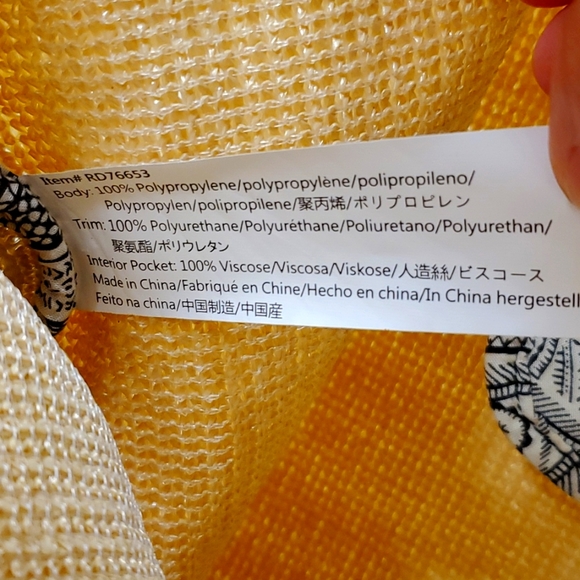 Item# RD76653
Body: 100% Polypropylene/polypropylène/polipropileno/
Polypropylen/polipropilene/聚丙烯/ポリプロピレン
Trim: 100% Polyurethane/Polyuréthane/Poliuretano/Polyurethan/
聚氨酯/ポリウレタン
Interior Pocket: 100% Viscose/Viscosa/Viskose/人造絲/ビスコース
Made in China/Fabriqué en Chine/Hecho en china/In China hergestell
Feito na china/中国制造/中国産